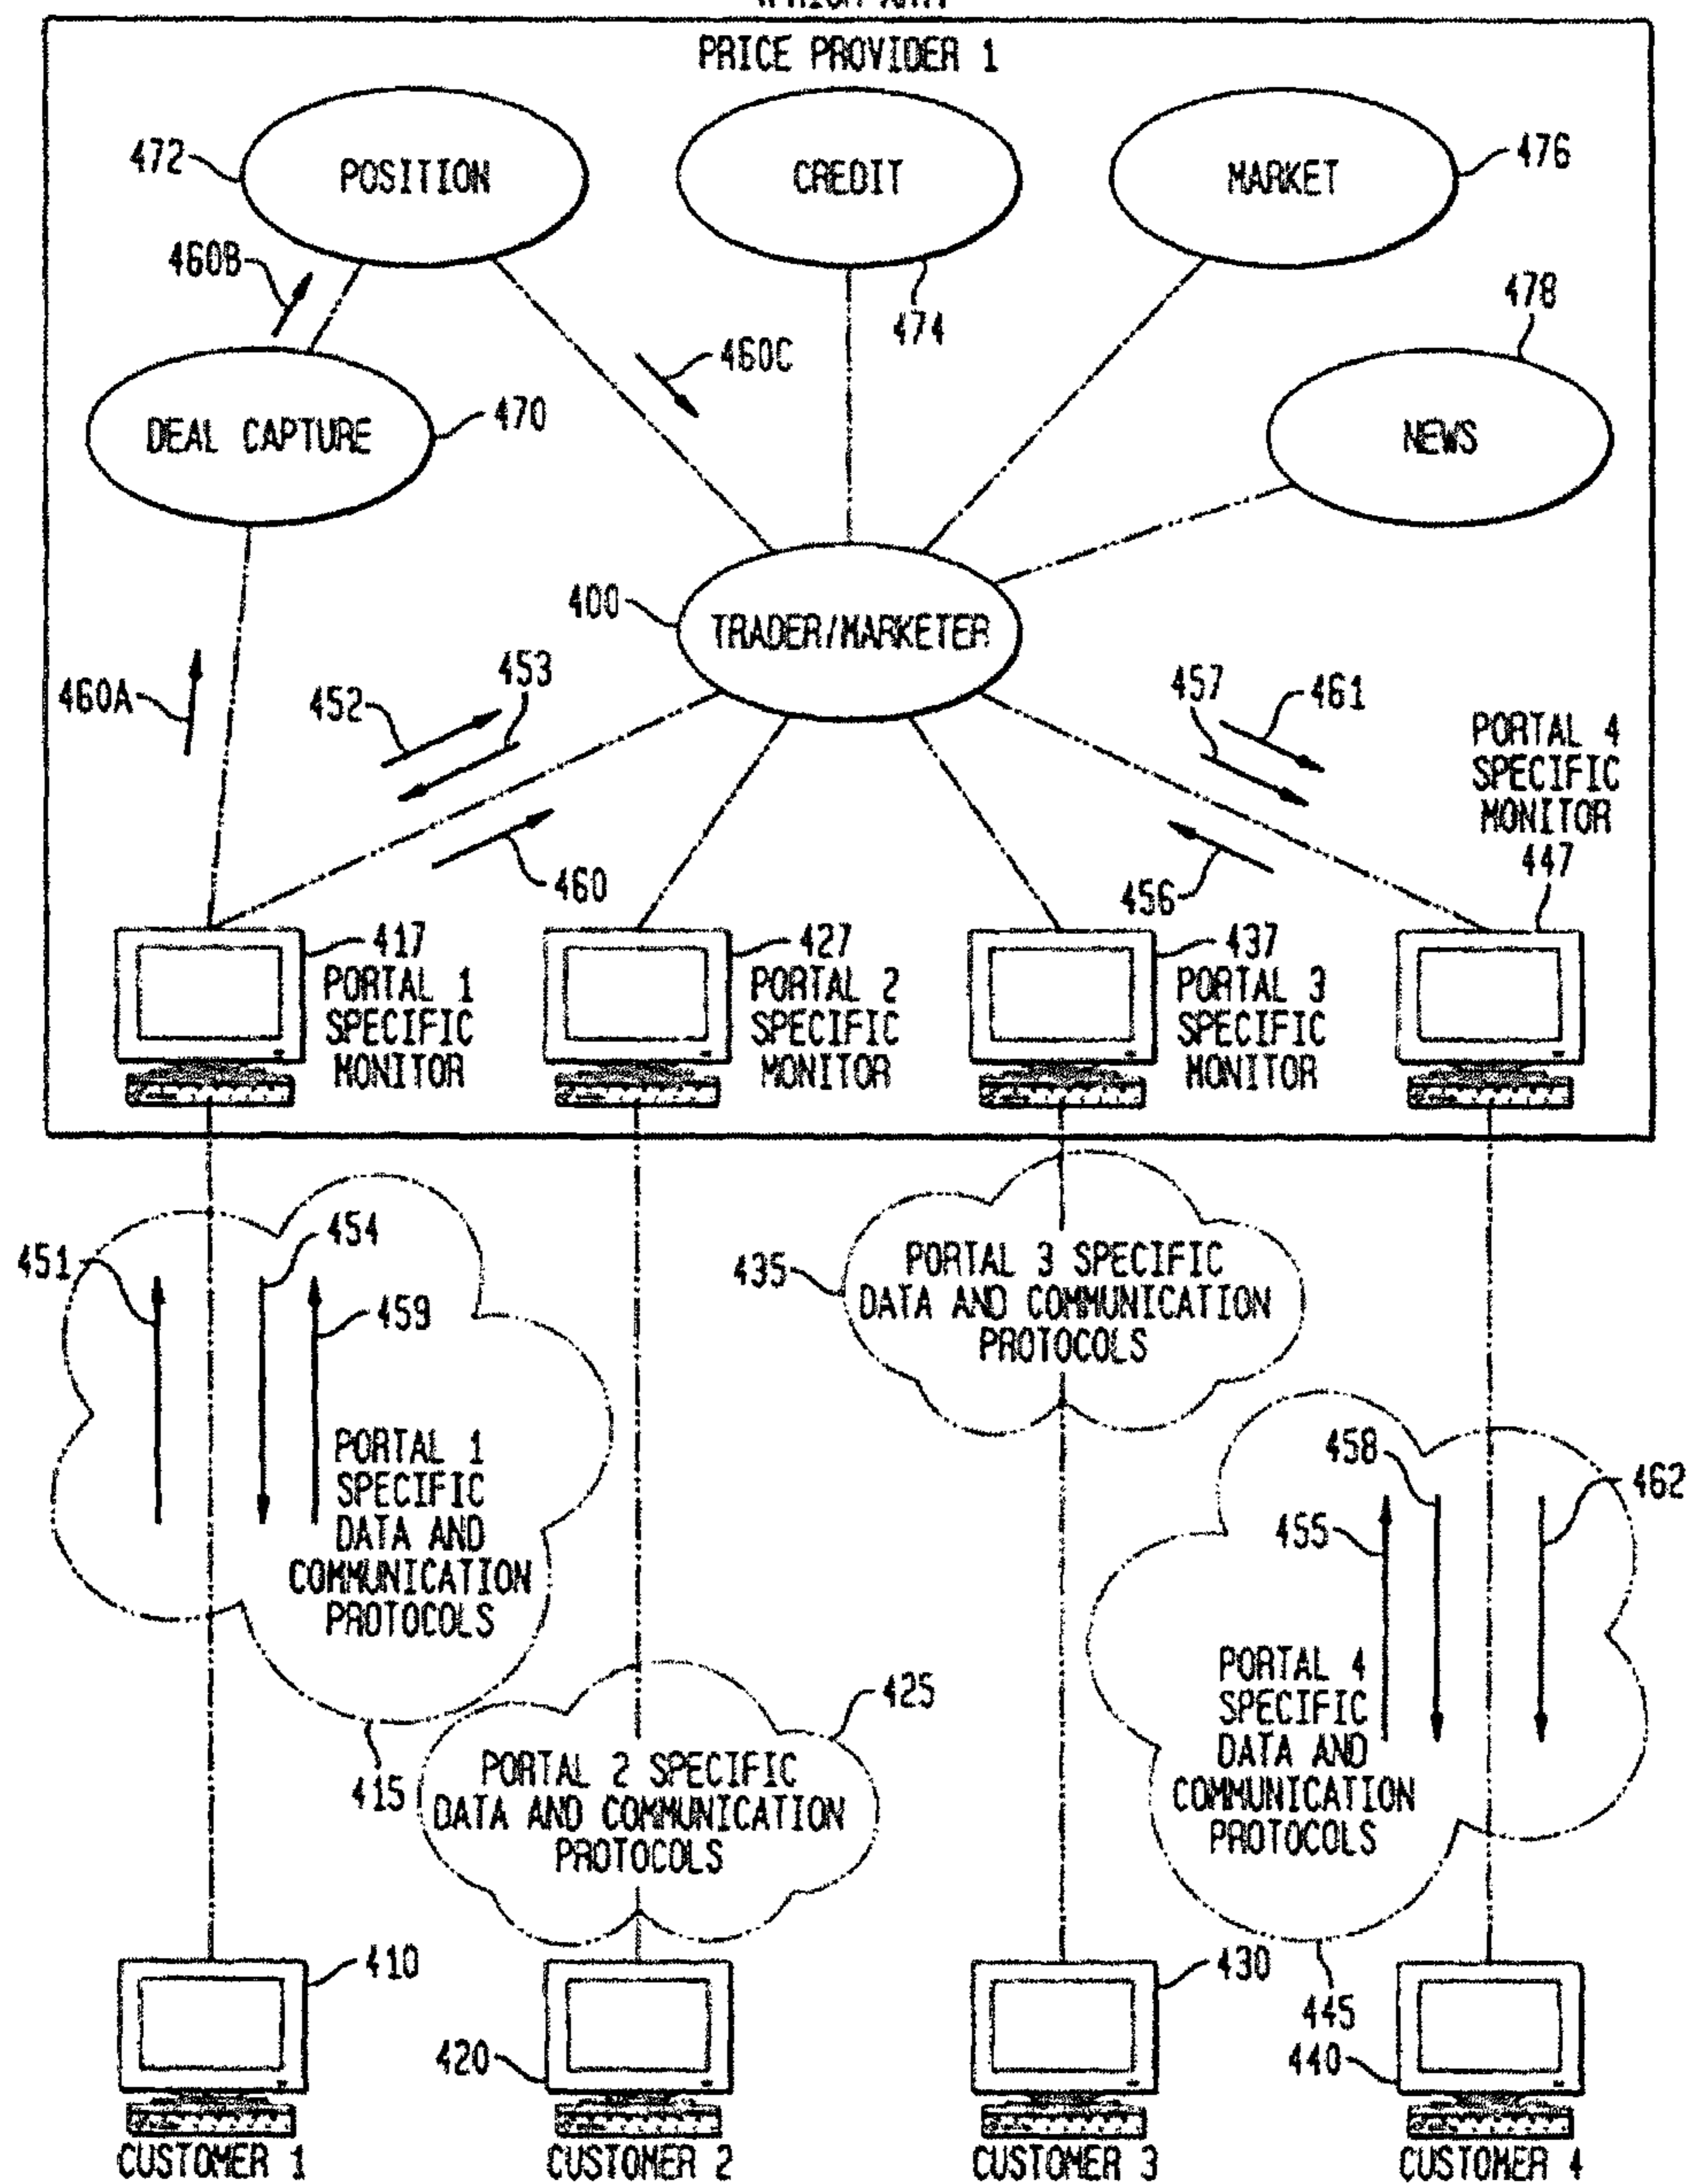 PRICE PROVIDER 1
472
POSITION
CREDIT
MARKET
476
460B
474
478
460C
DEAL CAPTURE
470
NEWS
400
TRADER/MARKETER
460A
452
453
457
461
PORTAL 4
SPECIFIC
MONITOR
447
460
456
417
PORTAL 1
SPECIFIC
MONITOR
427
PORTAL 2
SPECIFIC
MONITOR
437
PORTAL 3
SPECIFIC
MONITOR
451
454
459
PORTAL 1
SPECIFIC
DATA AND
COMMUNICATION
PROTOCOLS
415
435
PORTAL 3 SPECIFIC
DATA AND COMMUNICATION
PROTOCOLS
458
462
455
PORTAL 4
SPECIFIC
DATA AND
COMMUNICATION
PROTOCOLS
425
PORTAL 2 SPECIFIC
DATA AND COMMUNICATION
PROTOCOLS
410
420
430
445
440
CUSTOMER 1
CUSTOMER 2
CUSTOMER 3
CUSTOMER 4